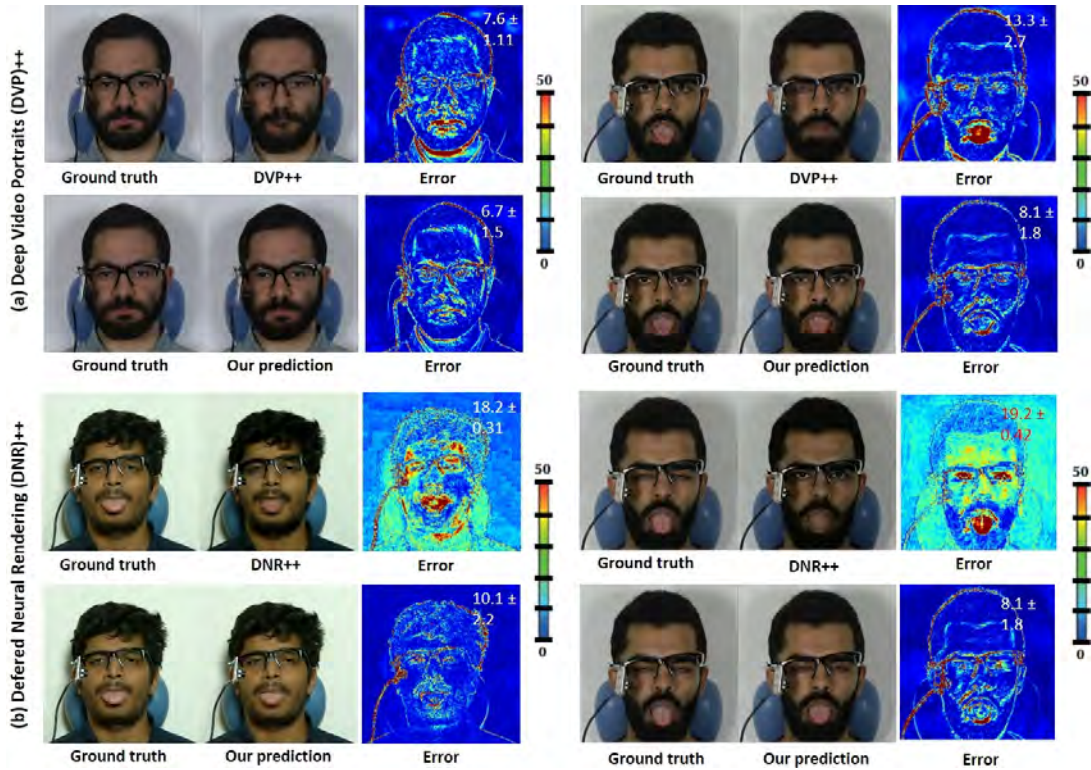 (a) Deep Video Portraits (DVP)++
7.6 ±
1.11
50
0
Ground truth DVP++ Error
13.3 ±
2.7
50
0
Ground truth DVP++ Error
6.7 ±
1.5
Ground truth Our prediction Error
8.1 ±
1.8
Ground truth Our prediction Error
(b) Defered Neural Rendering (DNR)++
18.2 ±
0.31
50
0
Ground truth DNR++ Error
19.2 ±
0.42
50
0
Ground truth DNR++ Error
10.1 ±
2.2
Ground truth Our prediction Error
8.1 ±
1.8
Ground truth Our prediction Error